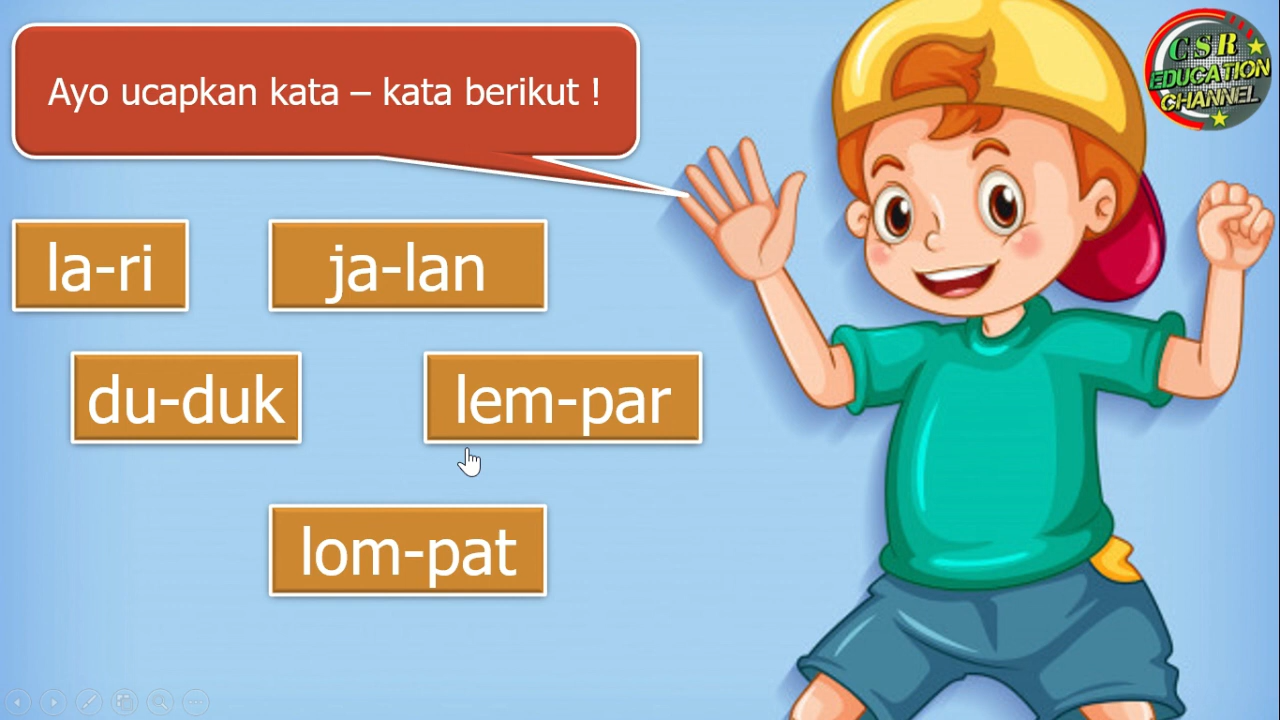 Ayo ucapkan kata – kata berikut !
CSR
EDUCATION
CHANNEL
la-ri
ja-lan
du-duk
lem-par
lom-pat